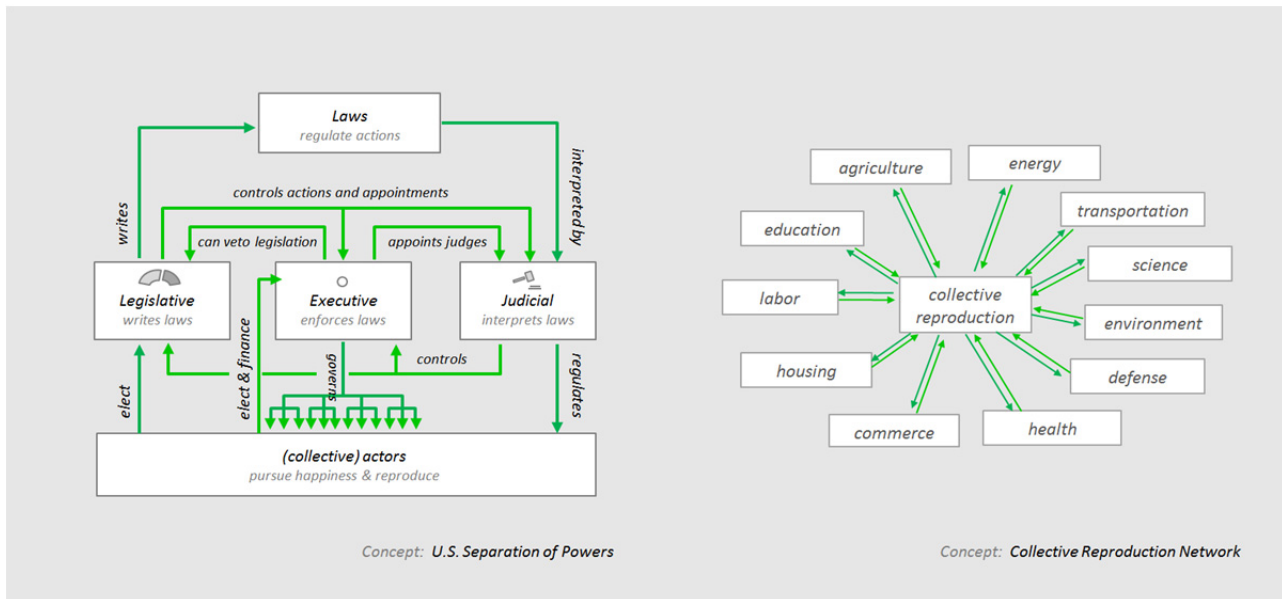 Laws
regulate actions
writes
interpreted by
controls actions and appointments
can veto legislation
appoints judges
Legislative
writes laws
Executive
enforces laws
Judicial
interprets laws
elect
elect & finance
governs
controls
regulates
(collective) actors
pursue happiness & reproduce
Concept: U.S. Separation of Powers
agriculture
energy
education
transportation
science
labor
collective
reproduction
environment
housing
defense
commerce
health
Concept: Collective Reproduction Network